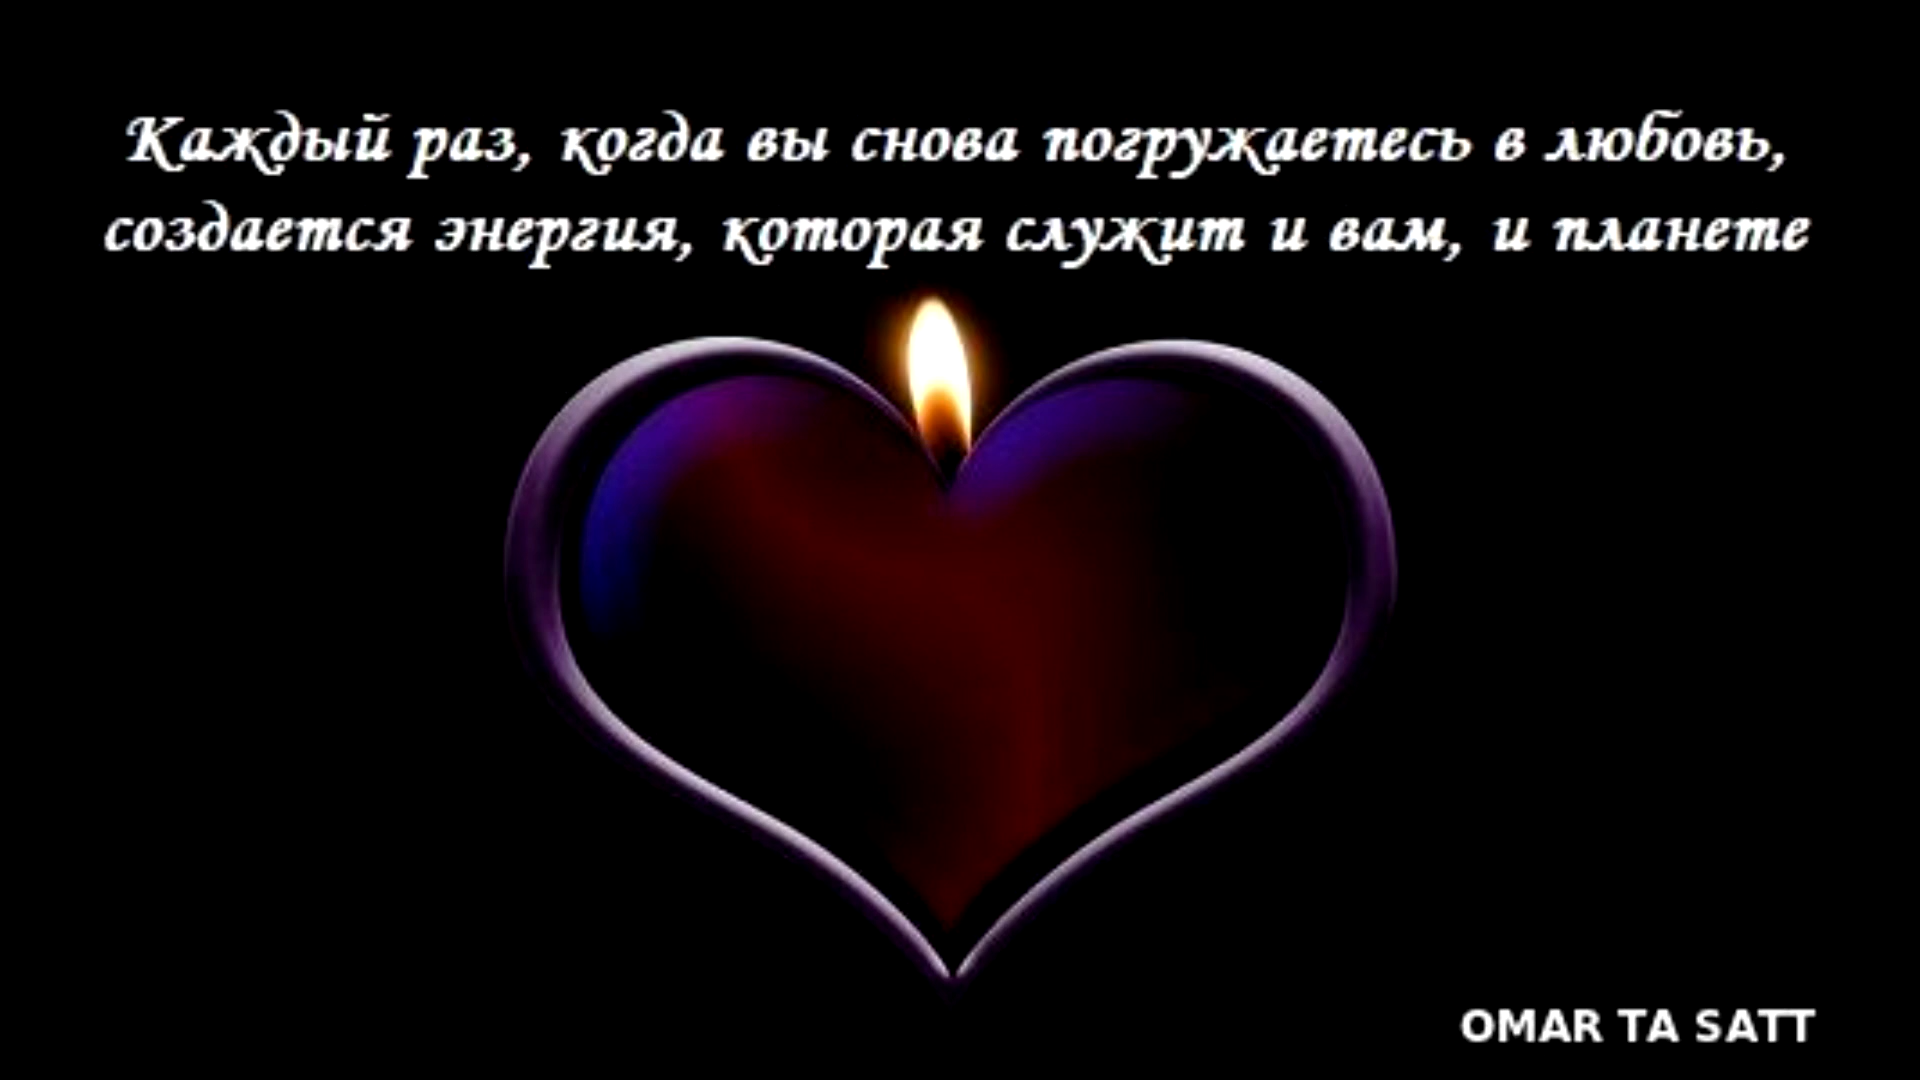 Каждый раз, когда вы снова погружаетесь в любовь,
создается энергия, которая служит и вам, и планете
OMAR TA SATT